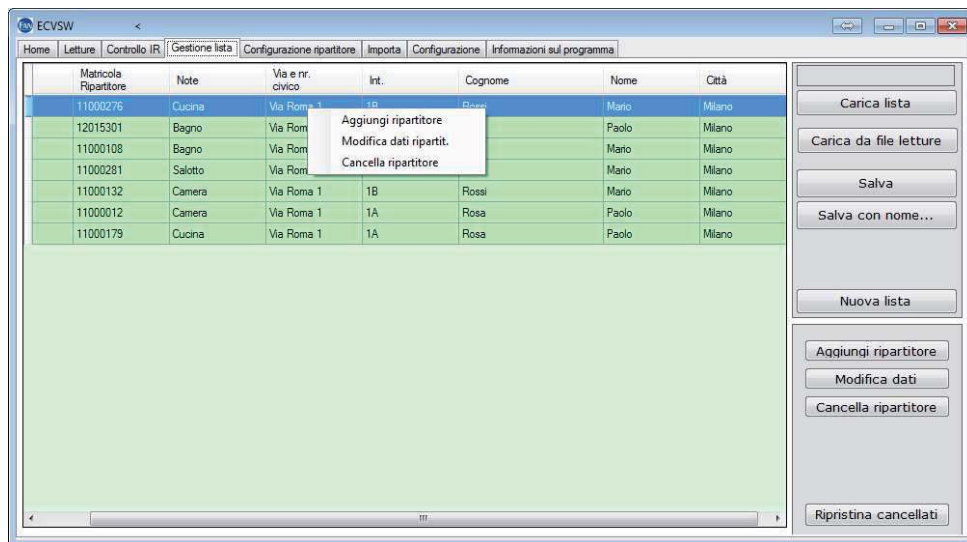 ECVSW <
Home Letture Controllo IR Gestione lista Configurazione ripartitore Importa Configurazione Informazioni sul programma
Matricola Ripartitore Note Via e nr. civico Int. Cognome Nome Città
11000276 Cucina Via Roma 1 1B Rossi Mario Milano
12015301 Bagno Via Rom Paolo Milano
11000108 Bagno Via Rom Mario Milano
11000281 Salotto Via Rom Mario Milano
11000132 Camera Via Roma 1 1B Rossi Mario Milano
11000012 Camera Via Roma 1 1A Rosa Paolo Milano
11000179 Cucina Via Roma 1 1A Rosa Paolo Milano
Aggiungi ripartitore
Modifica dati ripartit.
Cancella ripartitore
Carica lista
Carica da file letture
Salva
Salva con nome...
Nuova lista
Aggiungi ripartitore
Modifica dati
Cancella ripartitore
Ripristina cancellati